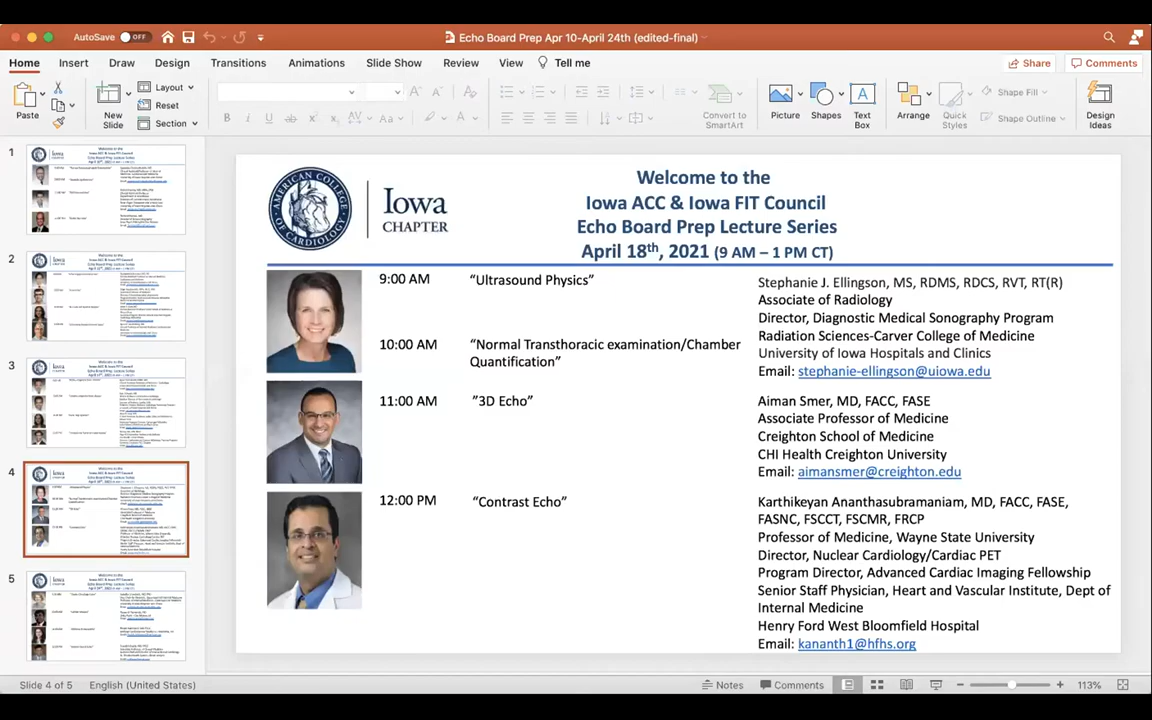 AutoSave OFF
Echo Board Prep Apr 10-April 24th (edited-final)
Home Insert Draw Design Transitions Animations Slide Show Review View Tell me Share Comments
Paste
New Slide
Layout
Reset
Section
Convert to SmartArt
Picture
Shapes
Text Box
Arrange
Quick Styles
Shape Fill
Shape Outline
Design Ideas
1
2
3
4
5
AMERICAN COLLEGE OF CARDIOLOGY
Iowa
CHAPTER
Welcome to the
Iowa ACC & Iowa FIT Council
Echo Board Prep Lecture Series
April 18th, 2021 (9 AM – 1 PM CT)
9:00 AM "Ultrasound Physics"
Stephanie J. Ellingson, MS, RDMS, RDCS, RVT, RT(R)
Associate of Radiology
Director, Diagnostic Medical Sonography Program
Radiation Sciences-Carver College of Medicine
University of Iowa Hospitals and Clinics
Email: stephanie-ellingson@uiowa.edu
10:00 AM "Normal Transthoracic examination/Chamber
Quantification"
11:00 AM "3D Echo"
Aiman Smer, MD, FACC, FASE
Associate Professor of Medicine
Creighton School of Medicine
CHI Health Creighton University
Email: aimansmer@creighton.edu
12:00 PM "Contrast Echo"
Karthikeyan Ananthasubramaniam, MD, FACC, FASE,
FASNC, FSCCT, FSCMR, FRCP
Professor of Medicine, Wayne State University
Director, Nuclear Cardiology/Cardiac PET
Program Director, Advanced Cardiac Imaging Fellowship
Senior Staff Physician, Heart and Vascular Institute, Dept of
Internal Medicine
Henry Ford West Bloomfield Hospital
Email: kananth1@hfhs.org
Slide 4 of 5 English (United States) Notes Comments 113%